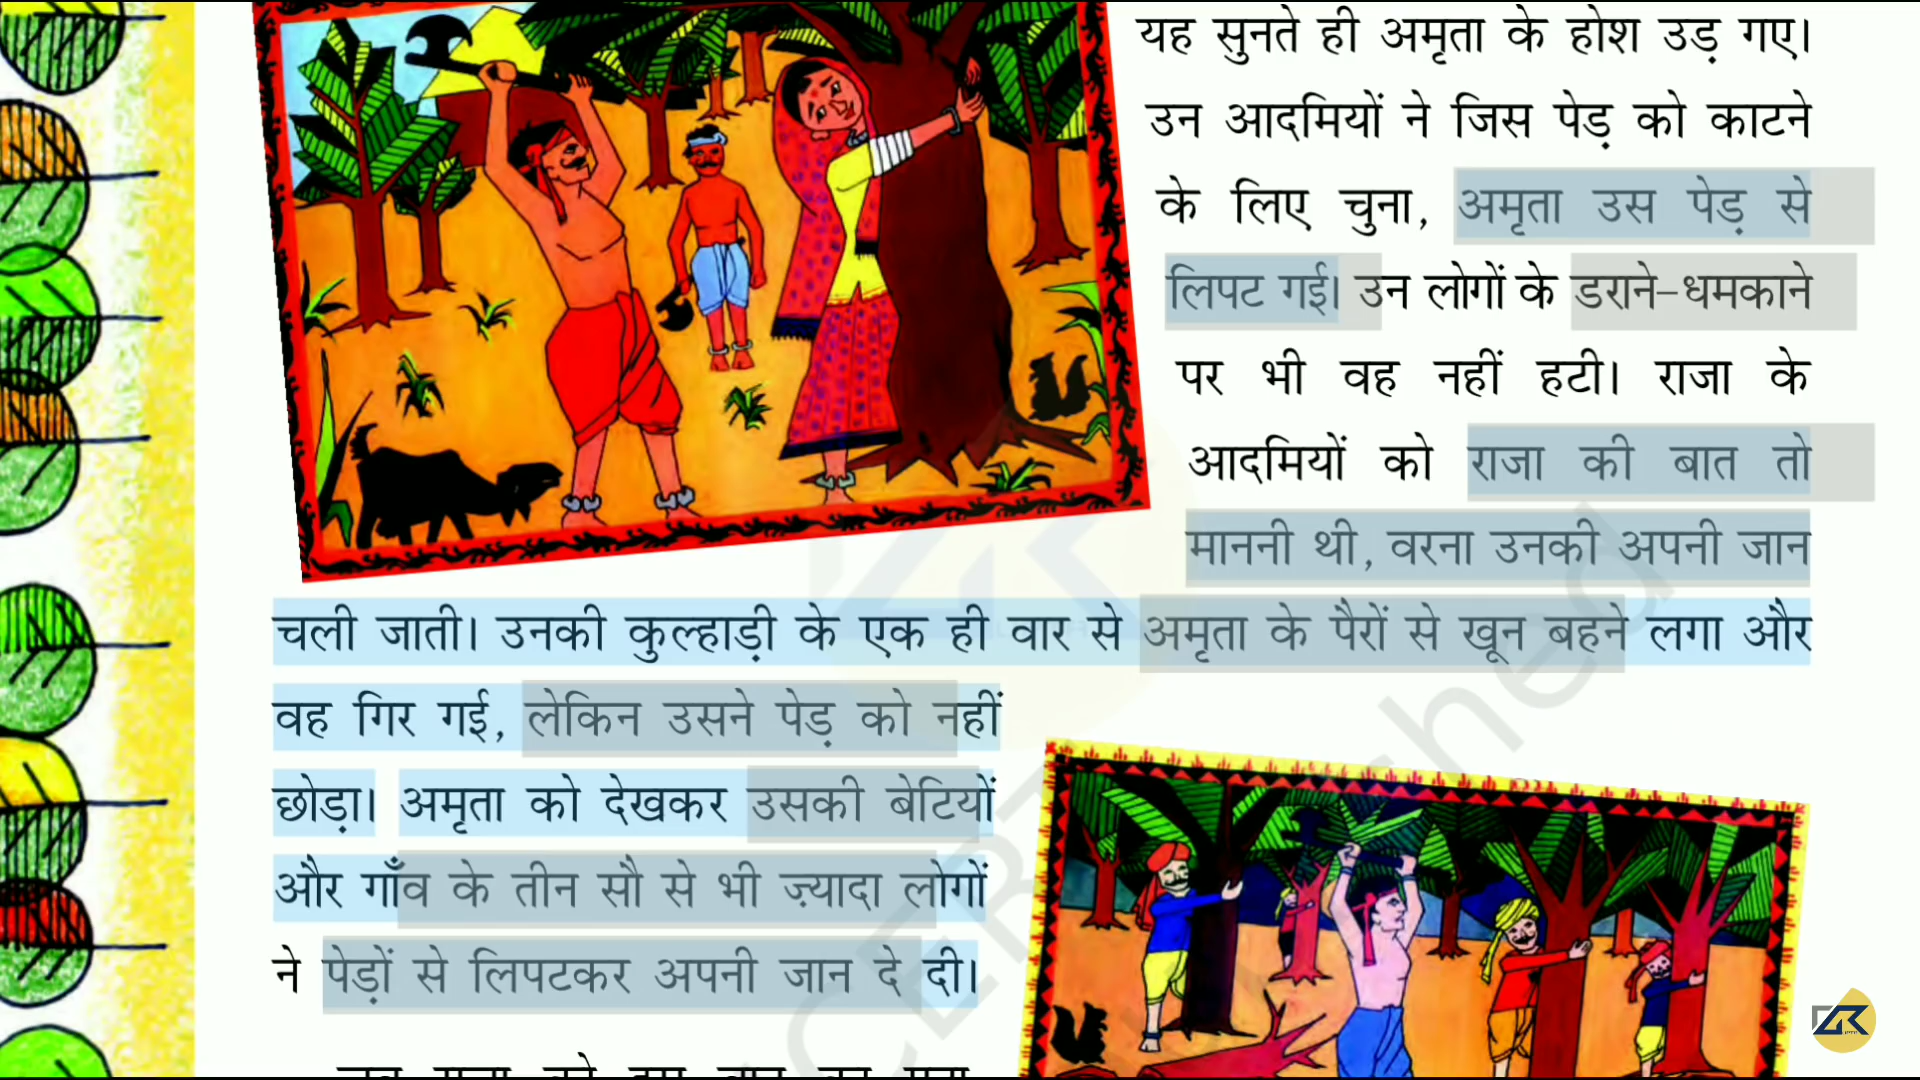 यह सुनते ही अमृता के होश उड़ गए।
उन आदमियों ने जिस पेड़ को काटने
के लिए चुना, अमृता उस पेड़ से
लिपट गई। उन लोगों के डराने-धमकाने
पर भी वह नहीं हटी। राजा के
आदमियों को राजा की बात तो
माननी थी, वरना उनकी अपनी जान
चली जाती। उनकी कुल्हाड़ी के एक ही वार से अमृता के पैरों से खून बहने लगा और
वह गिर गई, लेकिन उसने पेड़ को नहीं
छोड़ा। अमृता को देखकर उसकी बेटियों
और गाँव के तीन सौ से भी ज़्यादा लोगों
ने पेड़ों से लिपटकर अपनी जान दे दी।